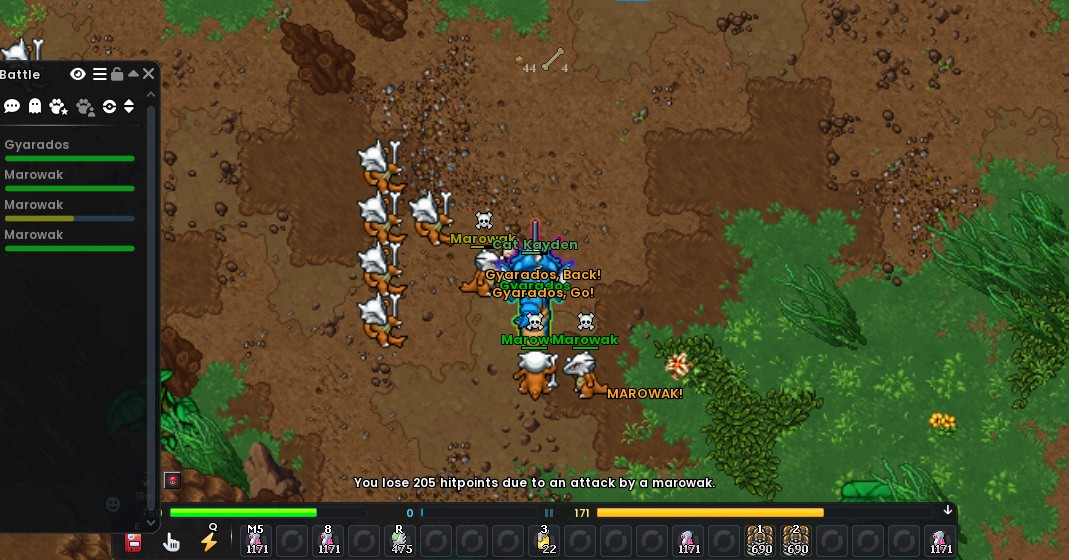 Battle
Gyarados
Marowak
Marowak
Marowak
44 4
Marowak
Cat Kayden
Gyarados, Back!
Gyarados
Gyarados, Go!
Marow Marowak
MAROWAK!
You lose 205 hitpoints due to an attack by a marowak.
0 171
E Q M5 8 R 3 1 2
1171 1171 475 22 1171 690 690 1171